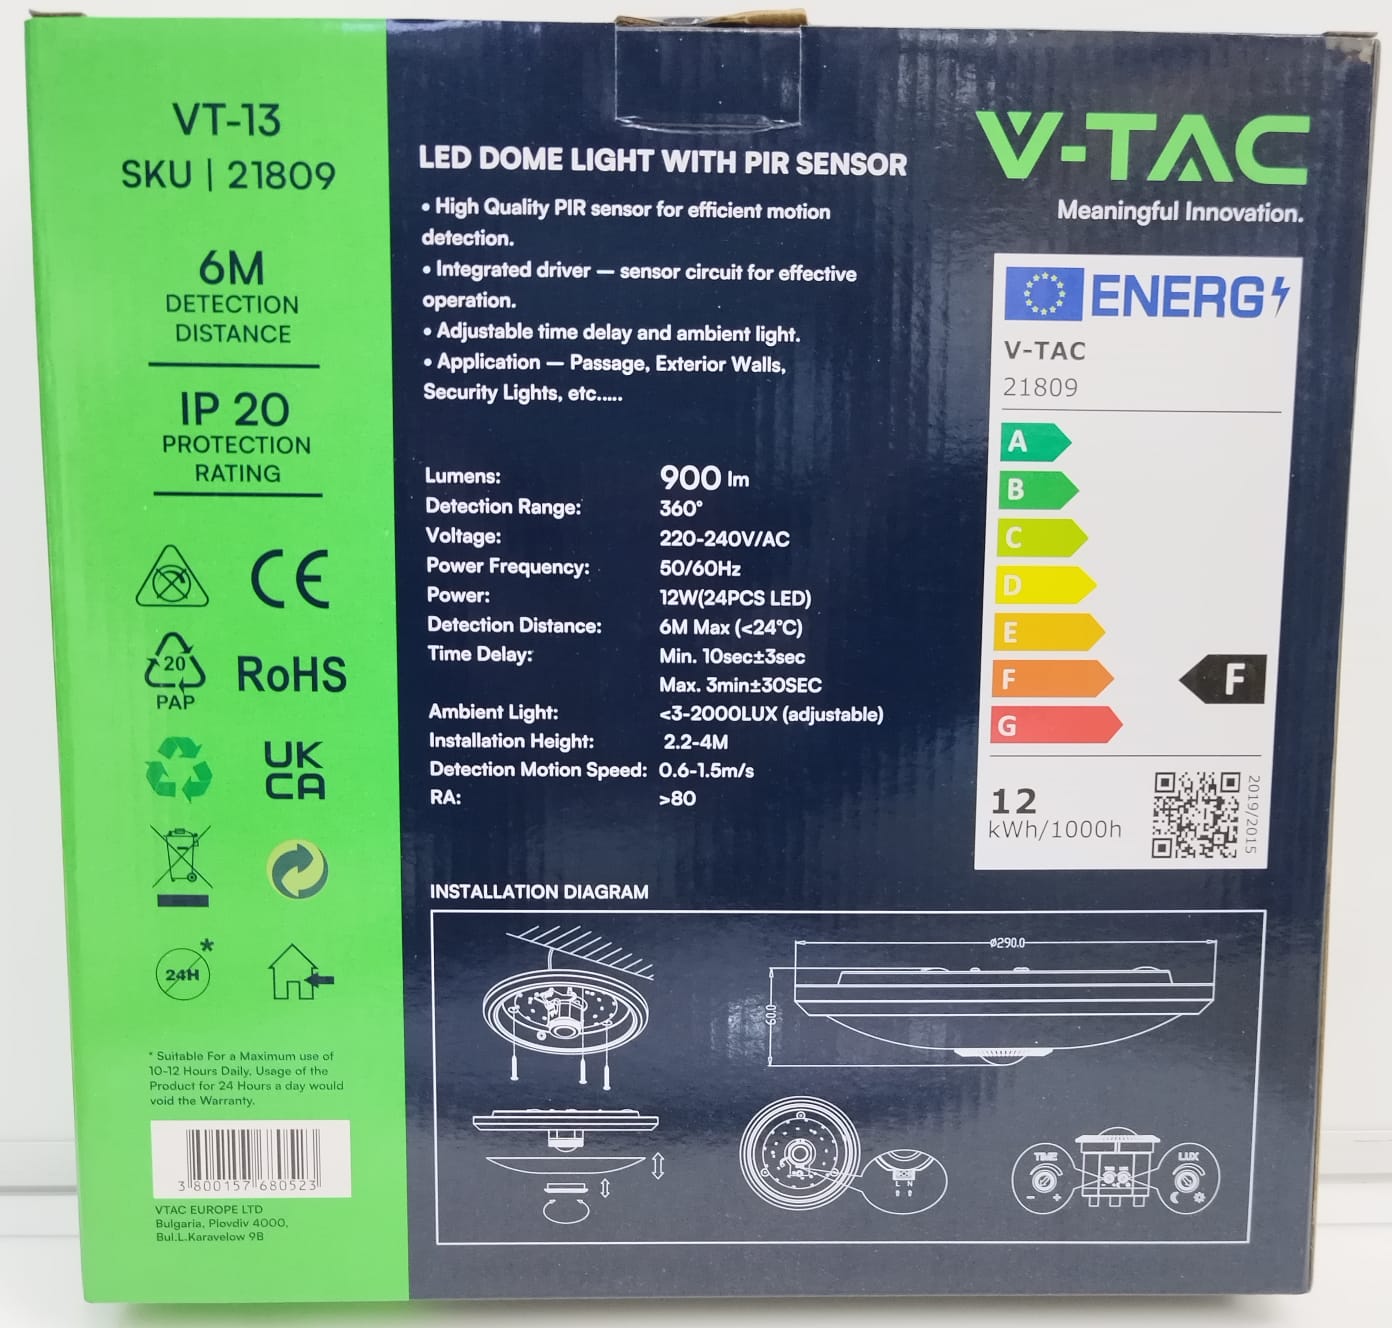 VT-13
SKU | 21809
6M
DETECTION
DISTANCE
IP 20
PROTECTION
RATING
CE
20
PAP
RoHS
UK
CA
24H
*
* Suitable For a Maximum use of
10-12 Hours Daily. Usage of the
Product for 24 Hours a day would
void the Warranty.
3 800157 680523
VTAC EUROPE LTD
Bulgaria, Plovdiv 4000,
Bul.L.Karavelow 9B
LED DOME LIGHT WITH PIR SENSOR
• High Quality PIR sensor for efficient motion
detection.
• Integrated driver — sensor circuit for effective
operation.
• Adjustable time delay and ambient light.
• Application — Passage, Exterior Walls,
Security Lights, etc.....
Lumens: 900 lm
Detection Range: 360°
Voltage: 220-240V/AC
Power Frequency: 50/60Hz
Power: 12W(24PCS LED)
Detection Distance: 6M Max (<24°C)
Time Delay: Min. 10sec±3sec
Max. 3min±30SEC
Ambient Light: <3-2000LUX (adjustable)
Installation Height: 2.2-4M
Detection Motion Speed: 0.6-1.5m/s
RA: >80
V-TAC
Meaningful Innovation.
ENERG
V-TAC
21809
A
B
C
D
E
F
F
G
12
kWh/1000h
2019/2015
INSTALLATION DIAGRAM
Ø290.0
60.0
L N
TIME
- +
LUX